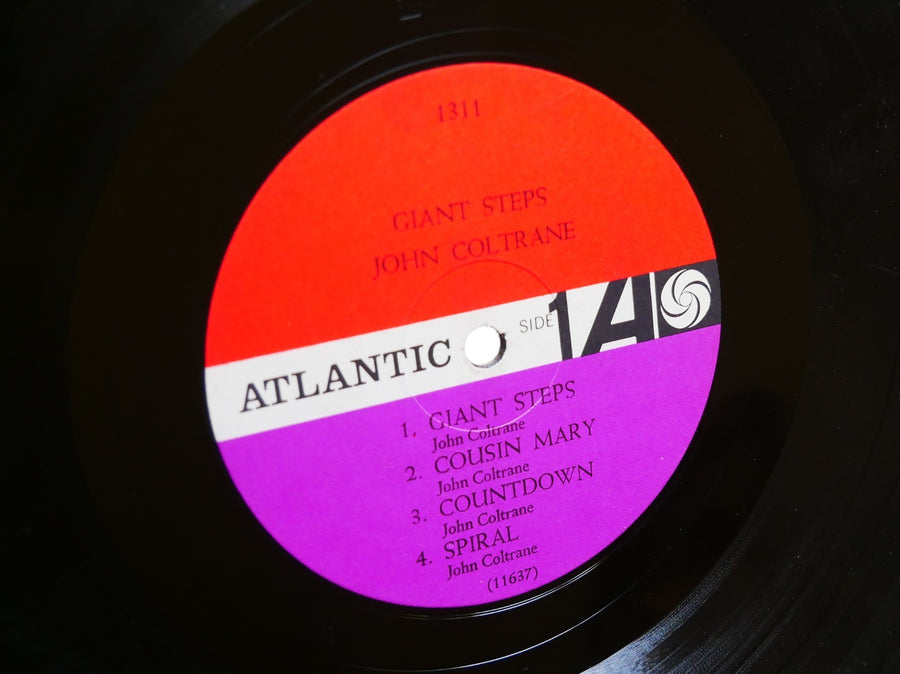 1311
GIANT STEPS
JOHN COLTRANE
ATLANTIC SIDE 1 A
1. GIANT STEPS
John Coltrane
2. COUSIN MARY
John Coltrane
3. COUNTDOWN
John Coltrane
4. SPIRAL
John Coltrane
(11637)